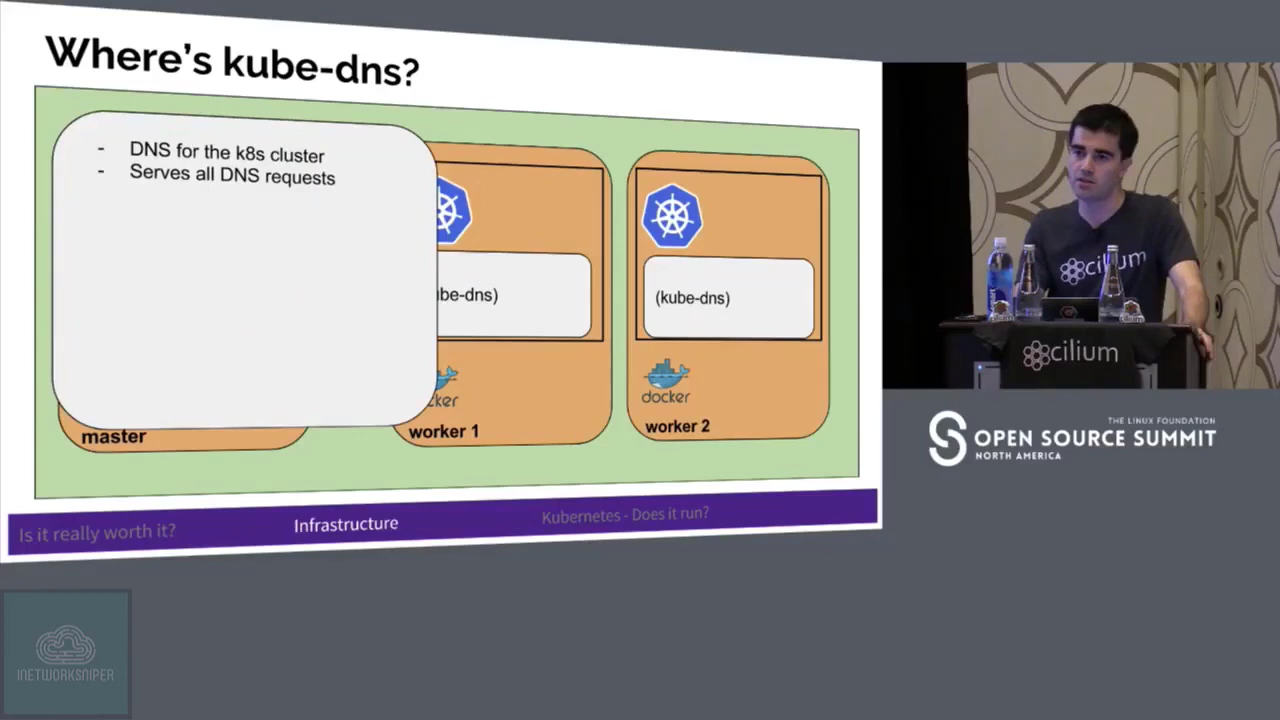 Where's kube-dns?
- DNS for the k8s cluster
- Serves all DNS requests
ube-dns)
(kube-dns)
cker
docker
master
worker 1
worker 2
Is it really worth it?
Infrastructure
Kubernetes - Does it run?
cilium
cilium
THE LINUX FOUNDATION
OPEN SOURCE SUMMIT
NORTH AMERICA
INETWORKSNIPER